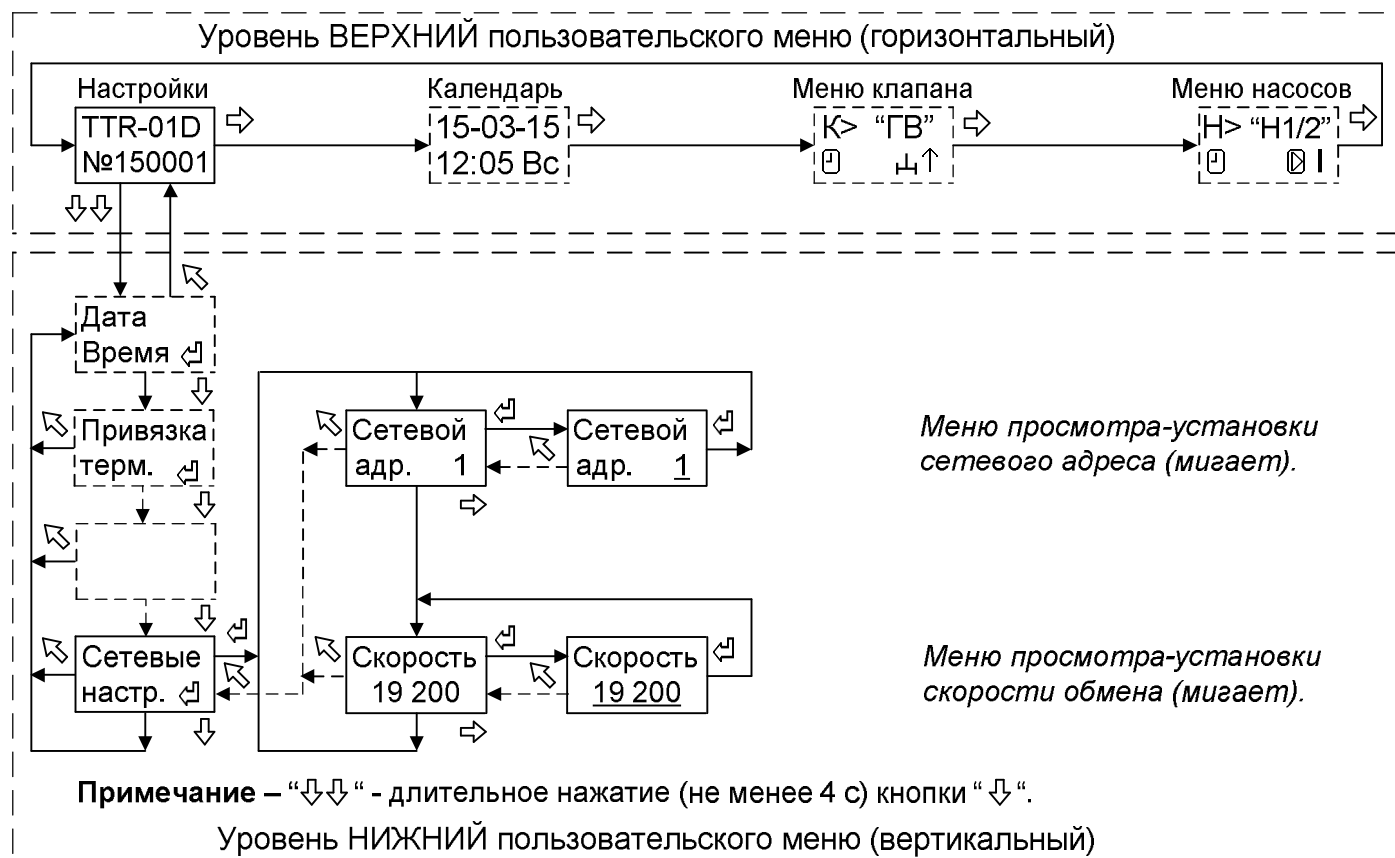 Уровень ВЕРХНИЙ пользовательского меню (горизонтальный)
Настройки
TTR-01D
№150001
Календарь
15-03-15
12:05 Вс
Меню клапана
К> “ГВ”
Меню насосов
Н> “Н1/2”
Дата
Время
Привязка
терм.
Сетевые
настр.
Сетевой
адр. 1
Сетевой
адр. 1
Меню просмотра-установки
сетевого адреса (мигает).
Скорость
19 200
Скорость
19 200
Меню просмотра-установки
скорости обмена (мигает).
Примечание – “⇩⇩“ - длительное нажатие (не менее 4 с) кнопки “⇩“.
Уровень НИЖНИЙ пользовательского меню (вертикальный)